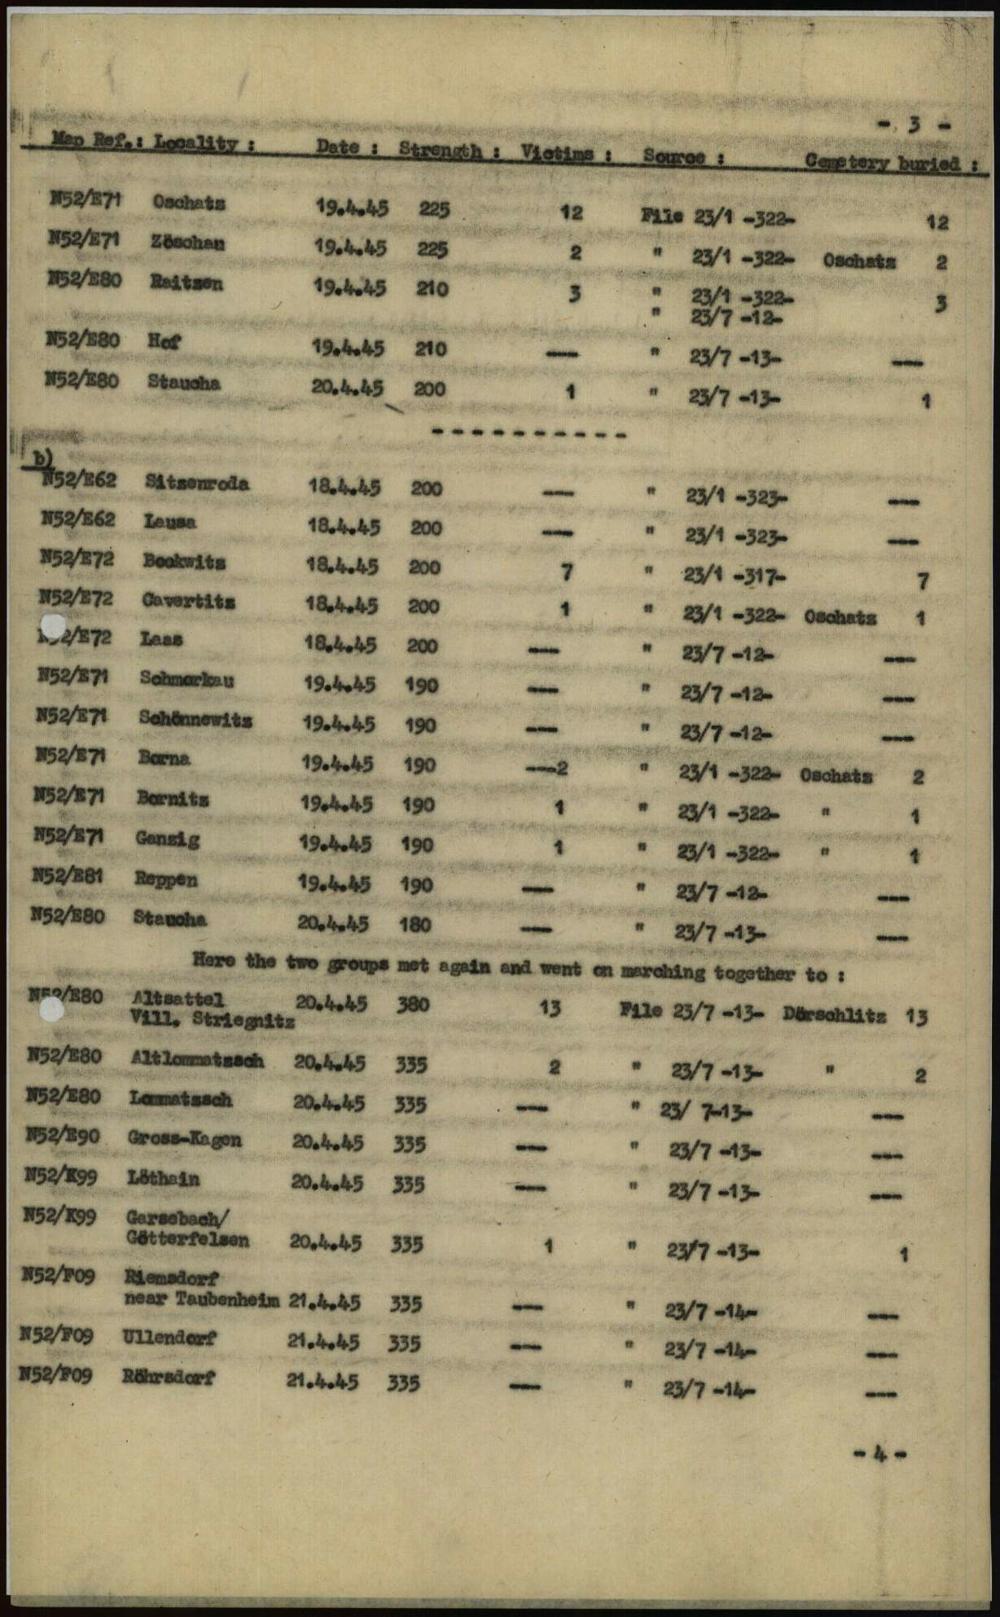 - 3 -
Map Ref.: Locality : Date : Strength : Victims : Source : Cemetery buried :
N52/E71 Oschatz 19.4.45 225 12 File 23/1 -322- 12
N52/E71 Zöschau 19.4.45 225 2 " 23/1 -322- Oschatz 2
N52/E80 Raitzen 19.4.45 210 3 " 23/1 -322- 3
" 23/7 -12-
N52/E80 Hof 19.4.45 210 --- " 23/7 -13- ---
N52/E80 Staucha 20.4.45 200 1 " 23/7 -13- 1
- - - - - - - - - -
b)
N52/E62 Sitzenroda 18.4.45 200 --- " 23/1 -323- ---
N52/E62 Lausa 18.4.45 200 --- " 23/1 -323- ---
N52/E72 Bockwitz 18.4.45 200 7 " 23/1 -317- 7
N52/E72 Cavertitz 18.4.45 200 1 " 23/1 -322- Oschatz 1
N52/E72 Laas 18.4.45 200 --- " 23/7 -12- ---
N52/E71 Schmorkau 19.4.45 190 --- " 23/7 -12- ---
N52/E71 Schönnewitz 19.4.45 190 --- " 23/7 -12- ---
N52/E71 Borna 19.4.45 190 ---2 " 23/1 -322- Oschatz 2
N52/E71 Bornitz 19.4.45 190 1 " 23/1 -322- " 1
N52/E71 Ganzig 19.4.45 190 1 " 23/1 -322- " 1
N52/E81 Reppen 19.4.45 190 --- " 23/7 -12- ---
N52/E80 Staucha 20.4.45 180 --- " 23/7 -13- ---
Here the two groups met again and went on marching together to :
N52/E80 Altsattel 20.4.45 380 13 File 23/7 -13- Dörschlitz 13
Vill. Striegnitz
N52/E80 Altlommatzsch 20.4.45 335 2 " 23/7 -13- " 2
N52/E80 Lommatzsch 20.4.45 335 --- " 23/ 7-13- ---
N52/E90 Gross-Kagen 20.4.45 335 --- " 23/7 -13- ---
N52/K99 Löthain 20.4.45 335 --- " 23/7 -13- ---
N52/K99 Garsebach/
Götterfelsen 20.4.45 335 1 " 23/7 -13- 1
N52/F09 Riemsdorf
near Taubenheim 21.4.45 335 --- " 23/7 -14- ---
N52/F09 Ullendorf 21.4.45 335 --- " 23/7 -14- ---
N52/F09 Röhrsdorf 21.4.45 335 --- " 23/7 -14- ---
- 4 -